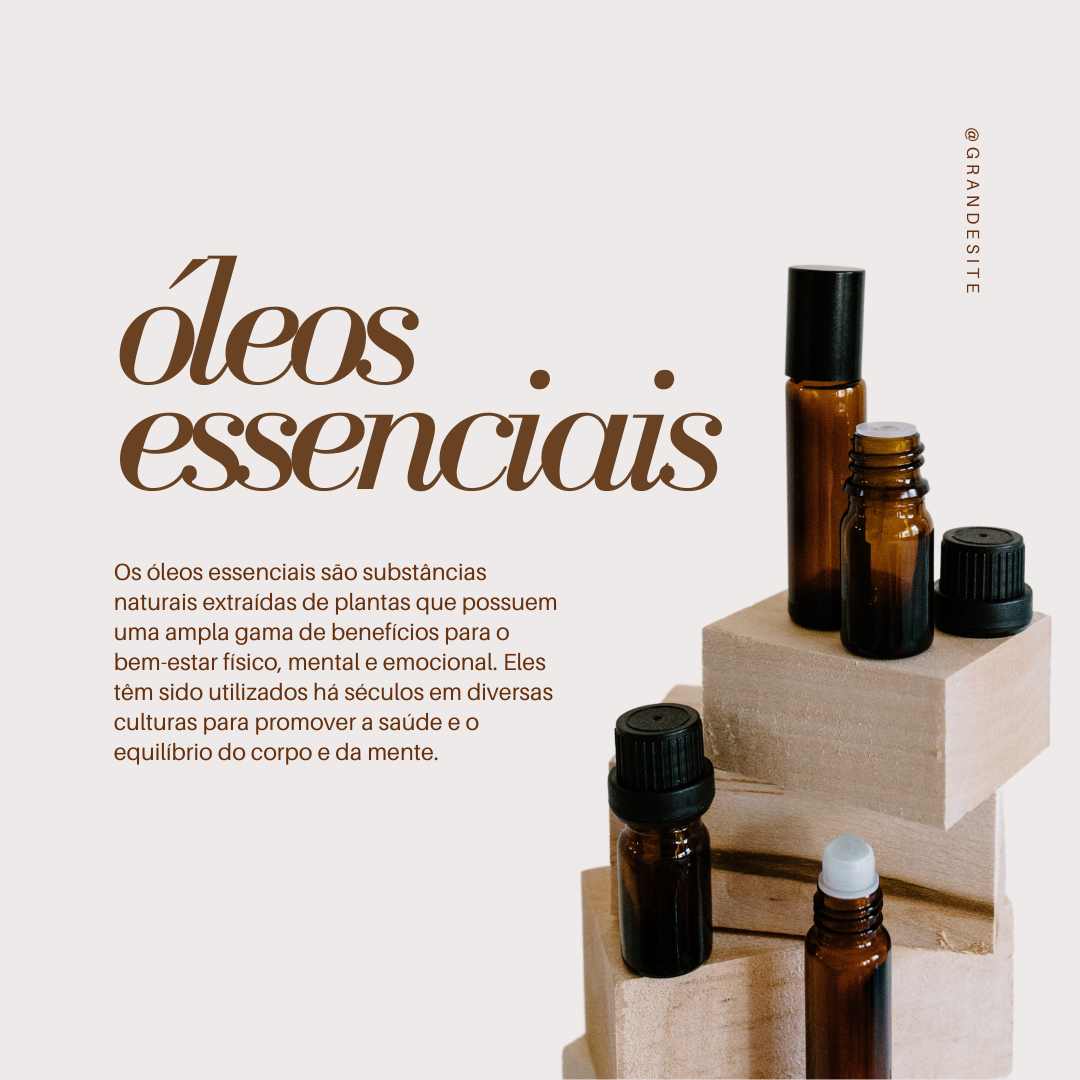 @GRANDESITE
óleos
essenciais
Os óleos essenciais são substâncias
naturais extraídas de plantas que possuem
uma ampla gama de benefícios para o
bem-estar físico, mental e emocional. Eles
têm sido utilizados há séculos em diversas
culturas para promover a saúde e o
equilíbrio do corpo e da mente.